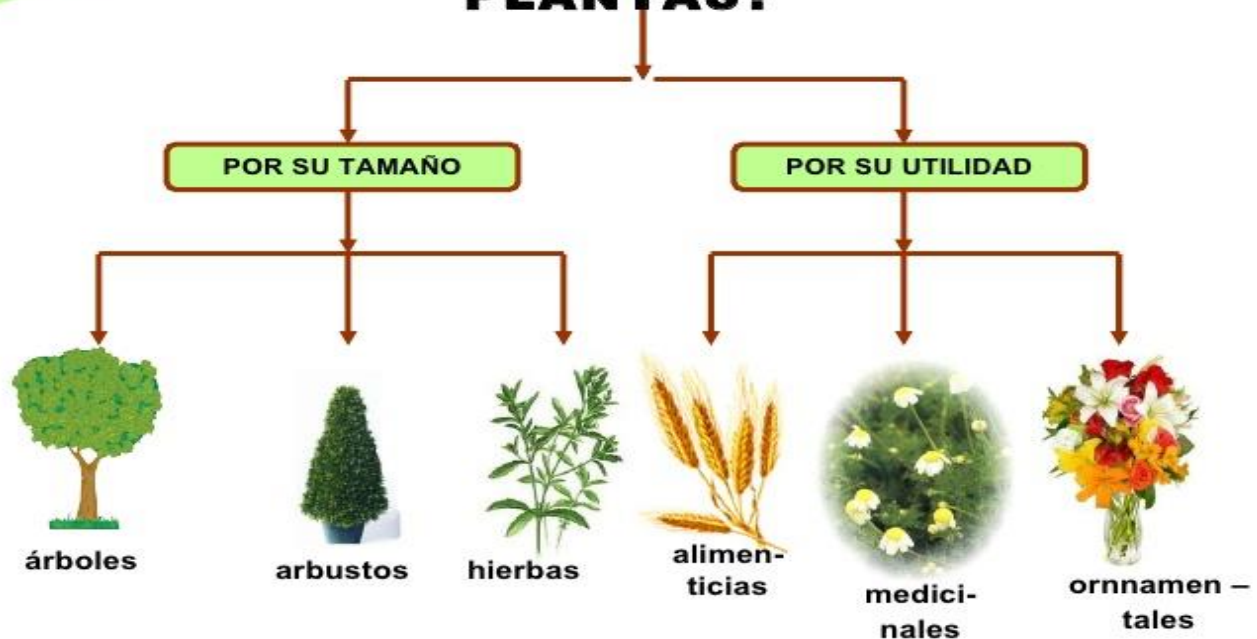 PLANTAS?
POR SU TAMAÑO
POR SU UTILIDAD
árboles
arbustos
hierbas
alimen-
ticias
medici-
nales
ornnamen –
tales